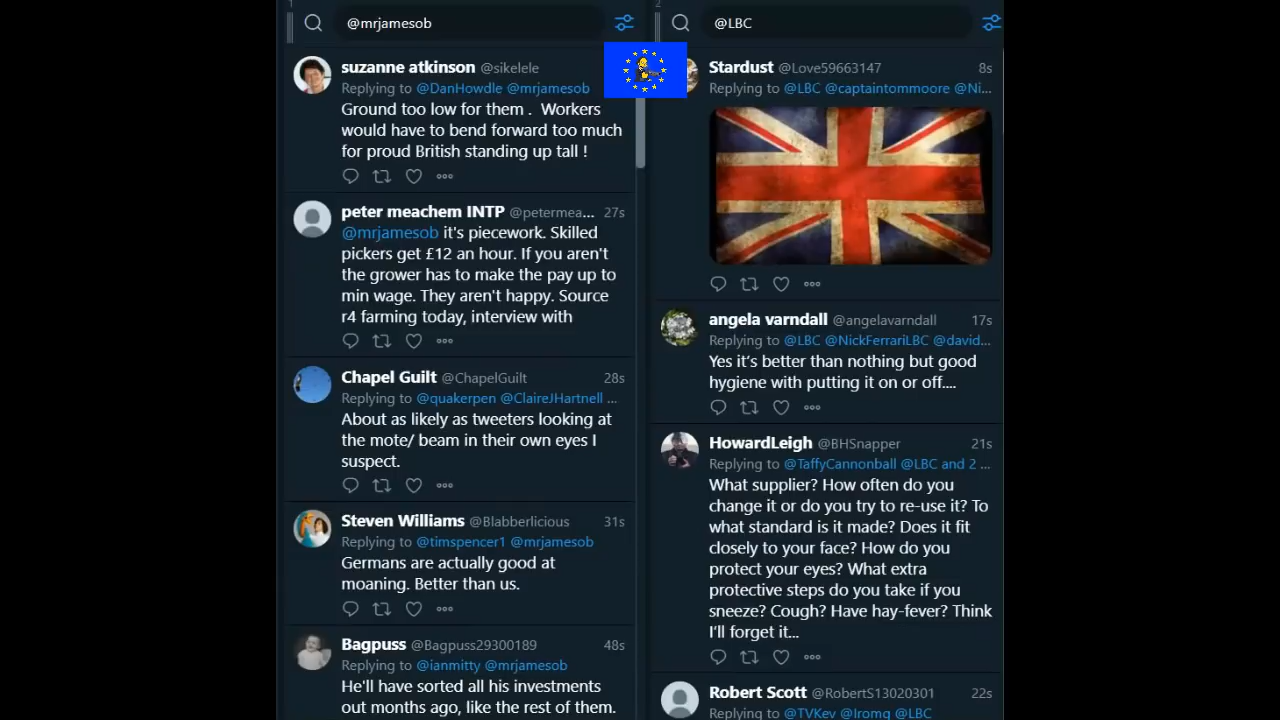 1
@mrjamesob
suzanne atkinson @sikelele
Replying to @DanHowdle @mrjamesob
Ground too low for them . Workers
would have to bend forward too much
for proud British standing up tall !
peter meachem INTP @petermea... 27s
@mrjamesob it's piecework. Skilled
pickers get £12 an hour. If you aren't
the grower has to make the pay up to
min wage. They aren't happy. Source
r4 farming today, interview with
Chapel Guilt @ChapelGuilt 28s
Replying to @quakerpen @ClaireJHartnell ...
About as likely as tweeters looking at
the mote/ beam in their own eyes I
suspect.
Steven Williams @Blabberlicious 31s
Replying to @timspencer1 @mrjamesob
Germans are actually good at
moaning. Better than us.
Bagpuss @Bagpuss29300189 48s
Replying to @ianmitty @mrjamesob
He'll have sorted all his investments
out months ago, like the rest of them.
2
@LBC
Stardust @Love59663147 8s
Replying to @LBC @captaintommoore @Ni...
angela varndall @angelavarndall 17s
Replying to @LBC @NickFerrariLBC @david...
Yes it's better than nothing but good
hygiene with putting it on or off....
HowardLeigh @BHSnapper 21s
Replying to @TaffyCannonball @LBC and 2 ...
What supplier? How often do you
change it or do you try to re-use it? To
what standard is it made? Does it fit
closely to your face? How do you
protect your eyes? What extra
protective steps do you take if you
sneeze? Cough? Have hay-fever? Think
I'll forget it...
Robert Scott @RobertS13020301 22s
Replying to @TVKev @Iromg @LBC